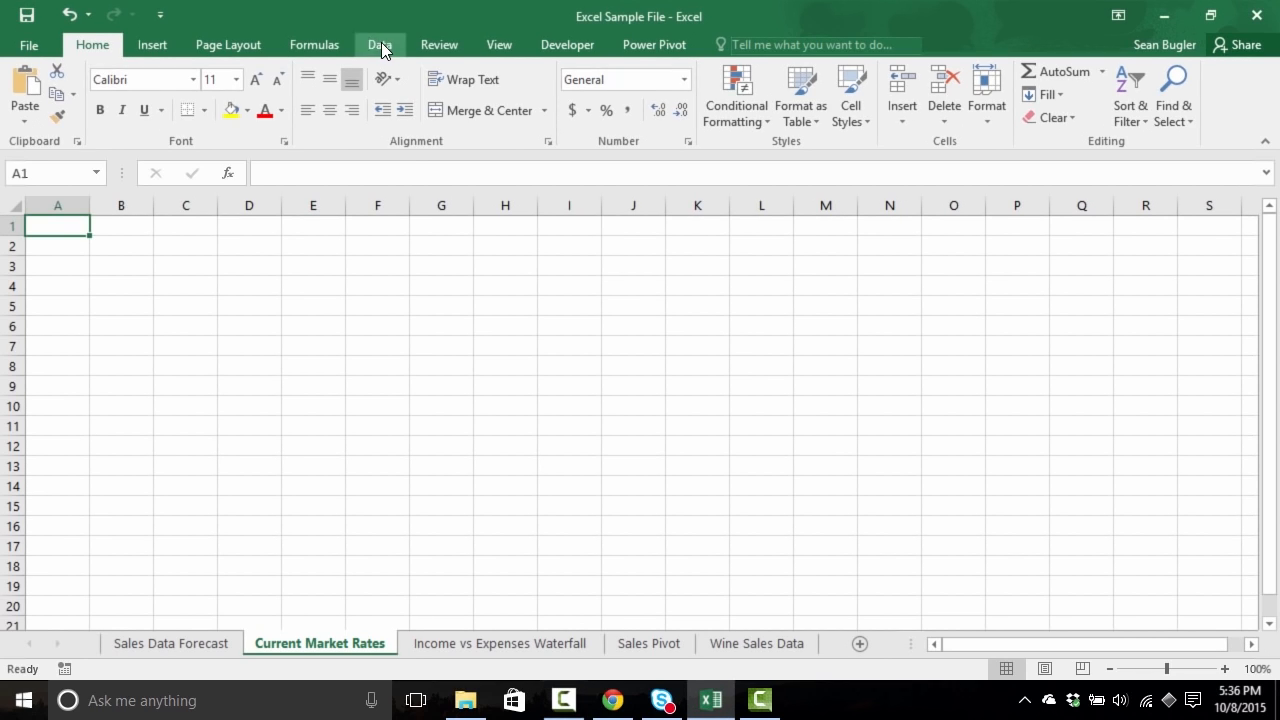 Excel Sample File - Excel
File Home Insert Page Layout Formulas Data Review View Developer Power Pivot Tell me what you want to do... Sean Bugler Share
Calibri 11 Wrap Text General AutoSum
Paste Conditional Formatting Format as Table Cell Styles Insert Delete Format Fill Sort & Filter Find & Select
B I U A Merge & Center $ % , Clear
Clipboard Font Alignment Number Styles Cells Editing
A1 fx
A B C D E F G H I J K L M N O P Q R S
1
2
3
4
5
6
7
8
9
10
11
12
13
14
15
16
17
18
19
20
21
Sales Data Forecast Current Market Rates Income vs Expenses Waterfall Sales Pivot Wine Sales Data
Ready 100%
Ask me anything 5:36 PM
10/8/2015